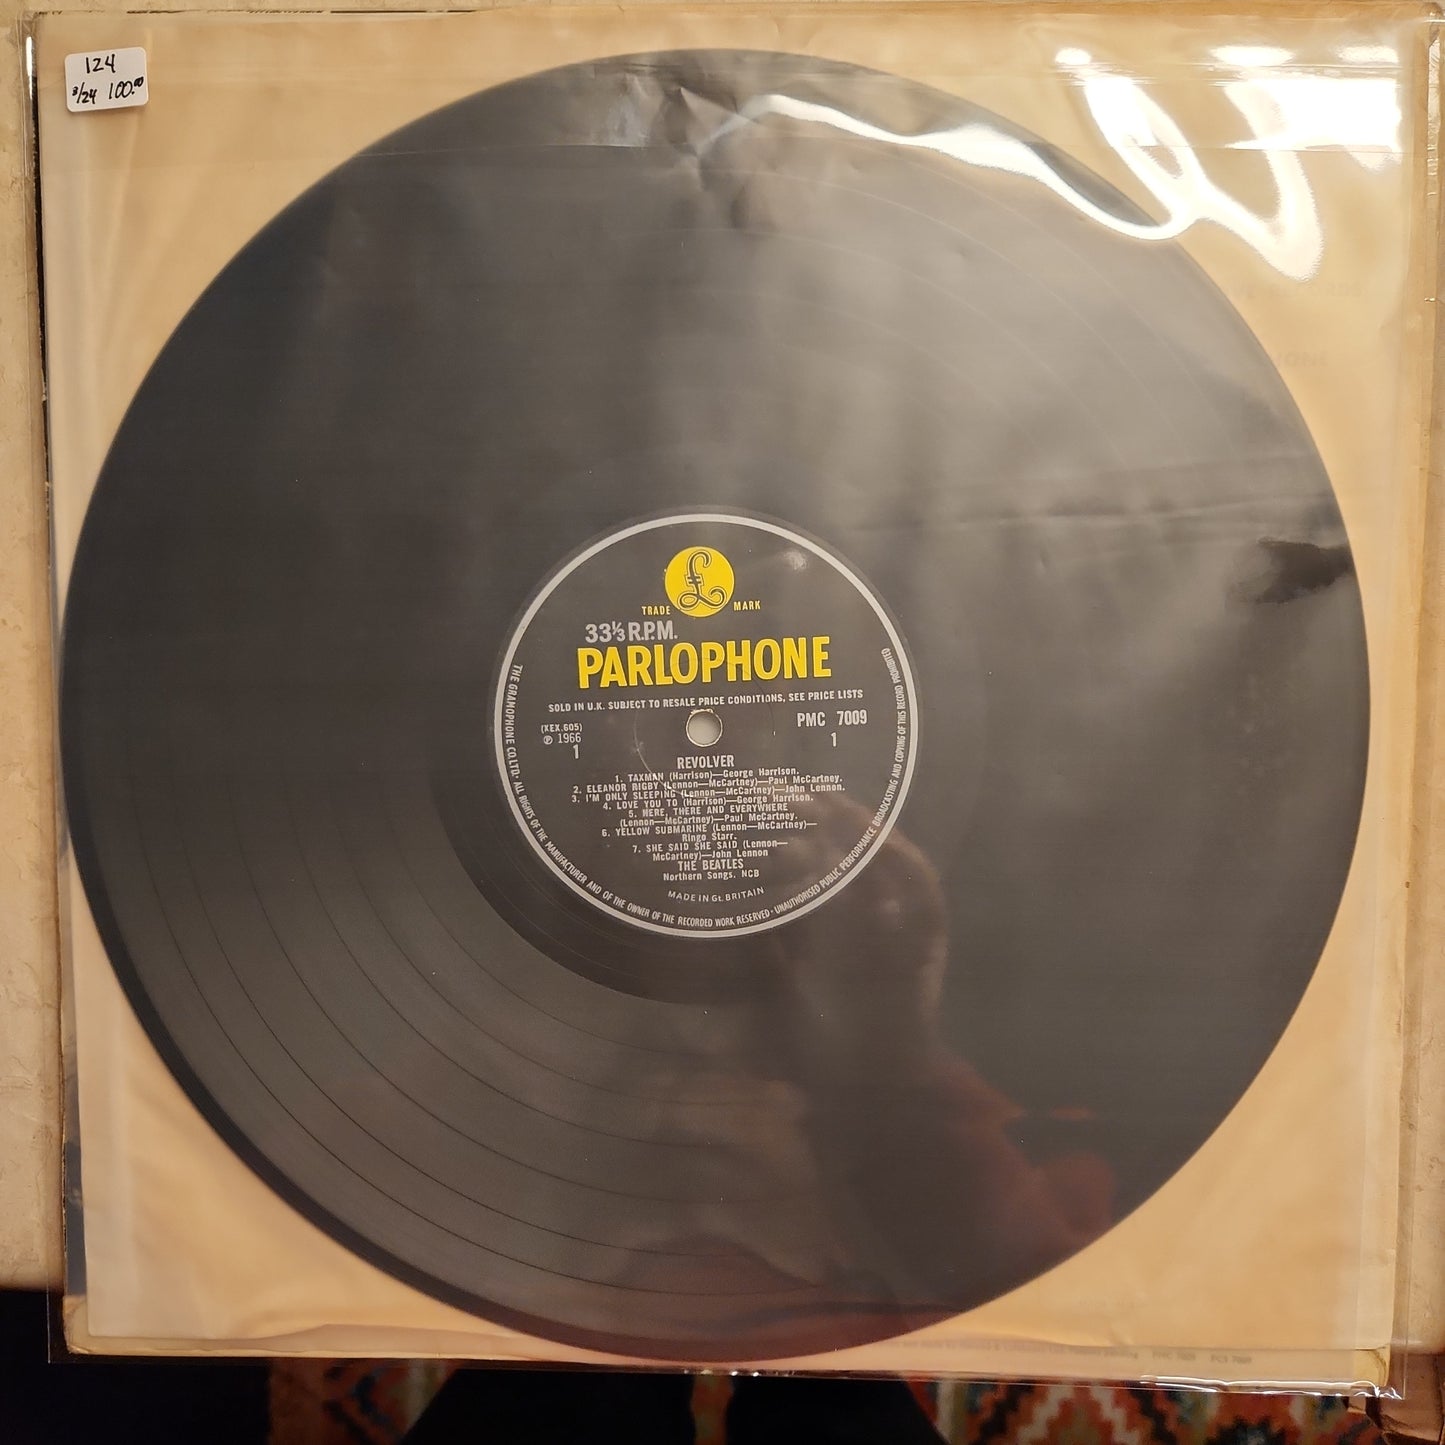 124
3/24 100.00
TRADE £ MARK
33⅓ R.P.M.
PARLOPHONE
SOLD IN U.K. SUBJECT TO RESALE PRICE CONDITIONS, SEE PRICE LISTS
(XEX.605)
℗ 1966
1
PMC 7009
1
REVOLVER
1. TAXMAN (Harrison)—George Harrison.
2. ELEANOR RIGBY (Lennon—McCartney)—Paul McCartney.
3. I'M ONLY SLEEPING (Lennon—McCartney)—John Lennon.
4. LOVE YOU TO (Harrison)—George Harrison.
5. HERE, THERE AND EVERYWHERE
(Lennon—McCartney)—Paul McCartney.
6. YELLOW SUBMARINE (Lennon—McCartney)—
Ringo Starr.
7. SHE SAID SHE SAID (Lennon—
McCartney)—John Lennon
THE BEATLES
Northern Songs. NCB
MADE IN Gt. BRITAIN
THE GRAMOPHONE CO. LTD. · ALL RIGHTS OF THE MANUFACTURER AND OF THE OWNER OF THE RECORDED WORK RESERVED · UNAUTHORISED PUBLIC PERFORMANCE BROADCASTING AND COPYING OF THIS RECORD PROHIBITED